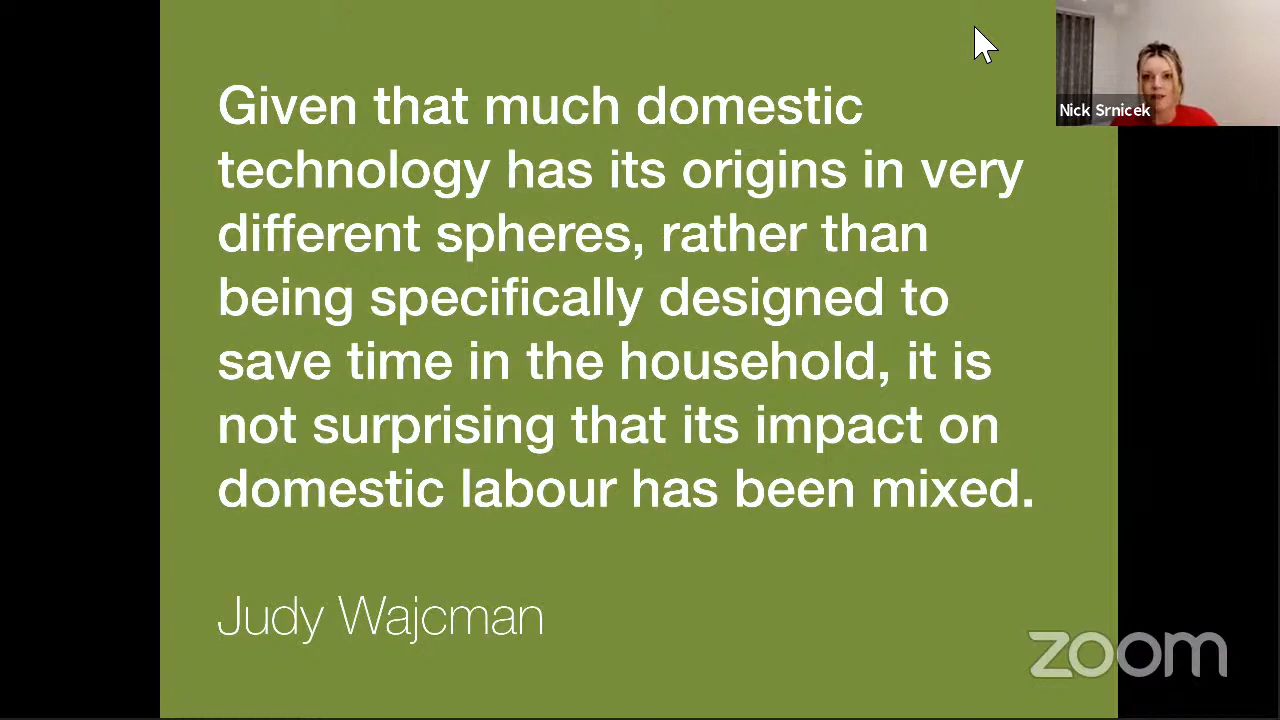 Given that much domestic
technology has its origins in very
different spheres, rather than
being specifically designed to
save time in the household, it is
not surprising that its impact on
domestic labour has been mixed.
Judy Wajcman
Nick Srnicek
zoom